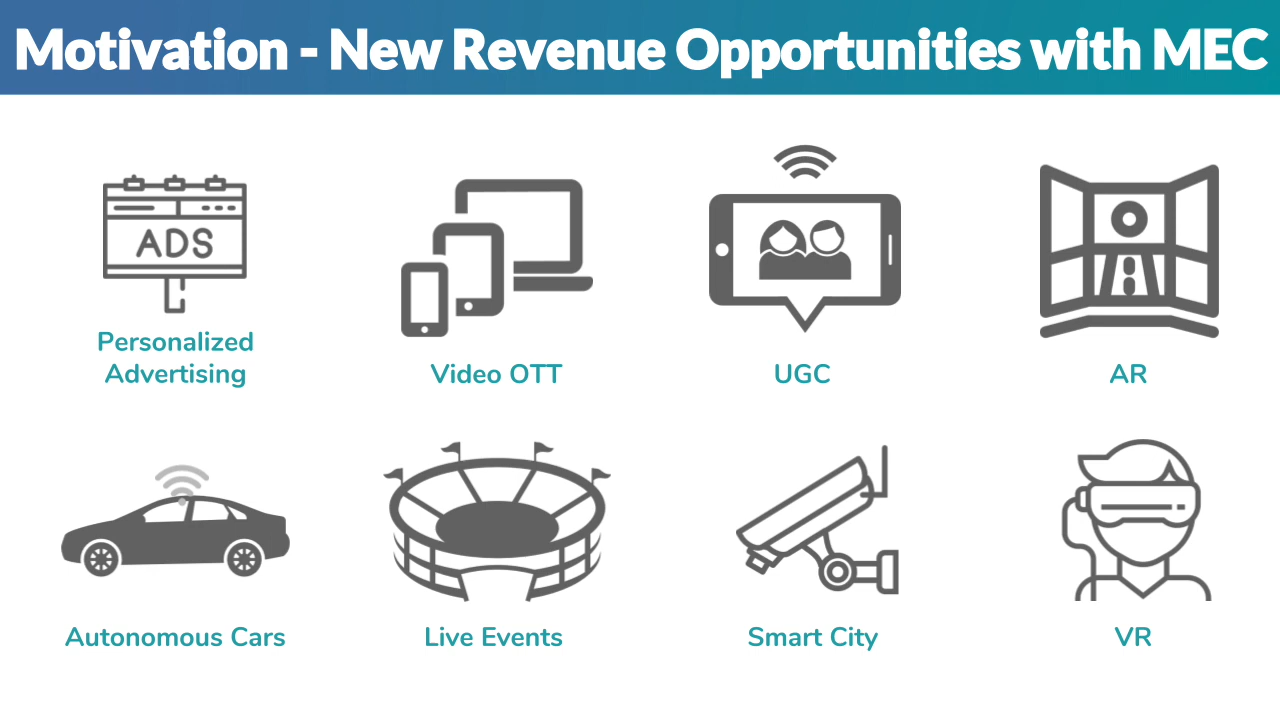 Motivation - New Revenue Opportunities with MEC
ADS
Personalized
Advertising
Video OTT
UGC
AR
Autonomous Cars
Live Events
Smart City
VR